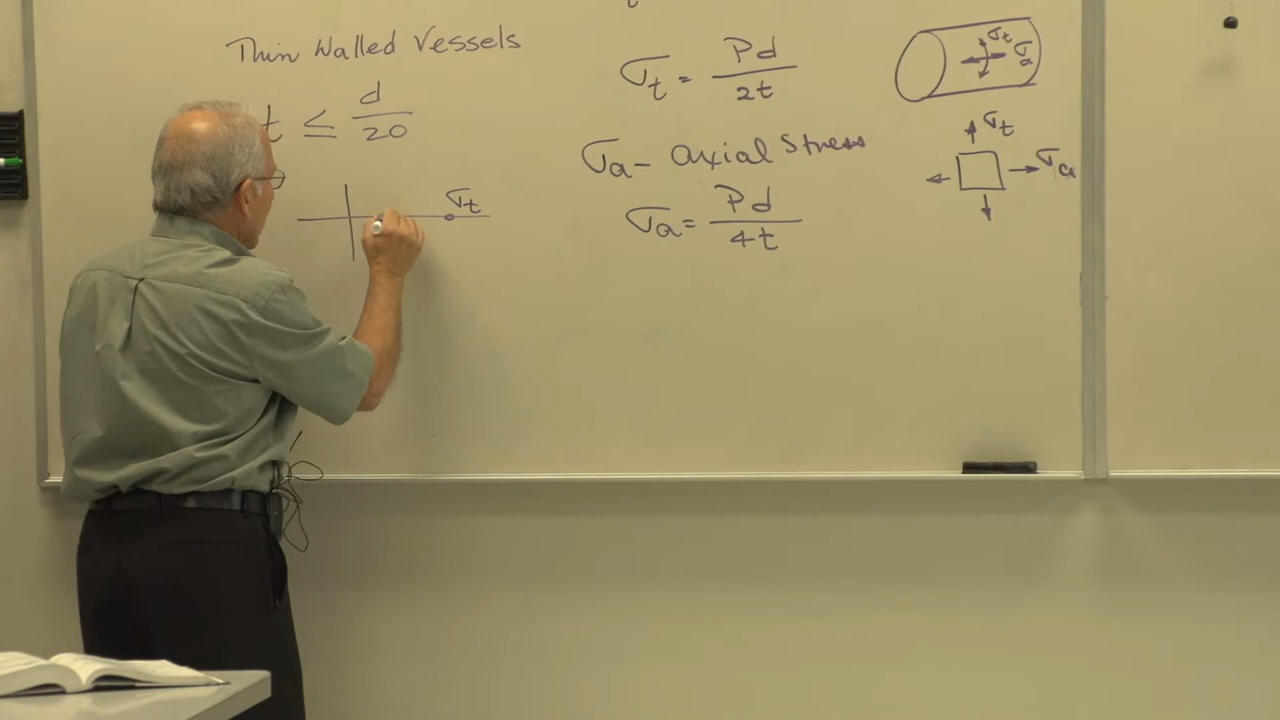 Thin Walled Vessels
t ≤ d/20
σt
σt = Pd/2t
σa - axial stress
σa = Pd/4t
σt
σa
σt
σa